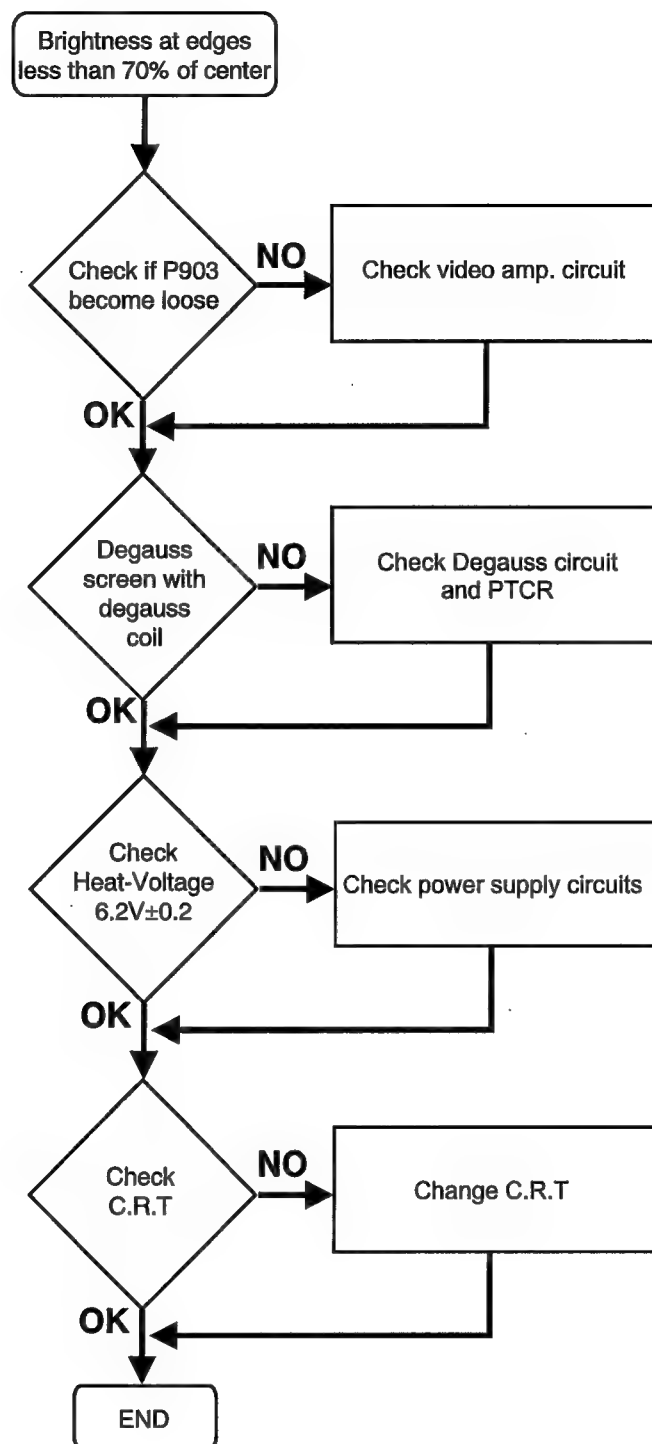 Brightness at edges
less than 70% of center
Check if P903
become loose
NO
Check video amp. circuit
OK
Degauss
screen with
degauss
coil
NO
Check Degauss circuit
and PTCR
OK
Check
Heat-Voltage
6.2V±0.2
NO
Check power supply circuits
OK
Check
C.R.T
NO
Change C.R.T
OK
END